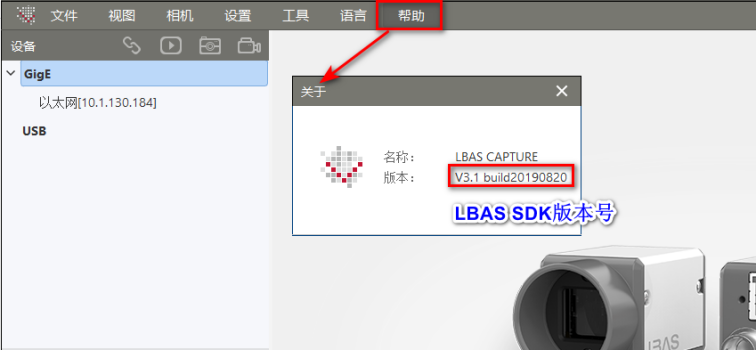 文件 视图 相机 设置 工具 语言 帮助
设备
GigE
以太网[10.1.130.184]
USB
关于
名称： LBAS CAPTURE
版本： V3.1 build20190820
LBAS SDK版本号
LBAS